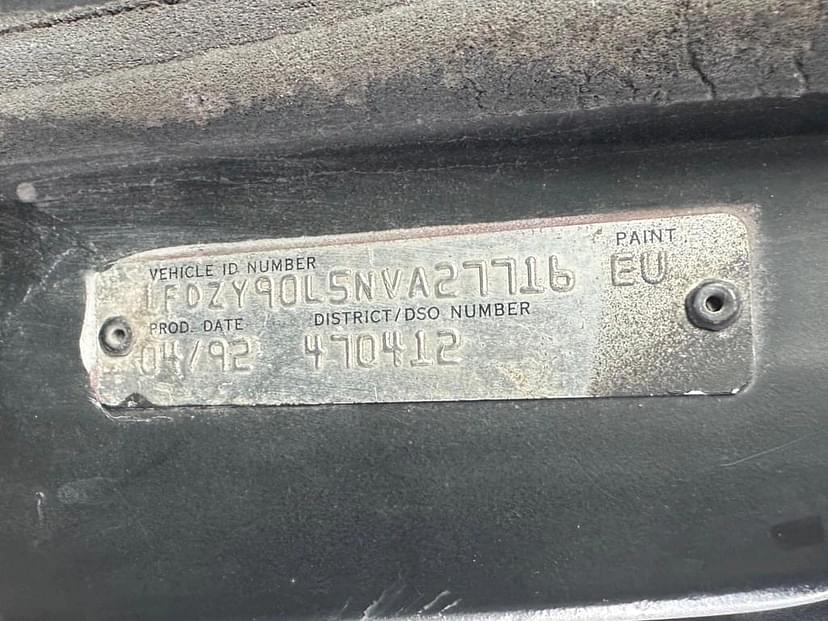 VEHICLE ID NUMBER PAINT
1FDZY90L5NVA27716 EU
PROD. DATE DISTRICT/DSO NUMBER
04/92 470412